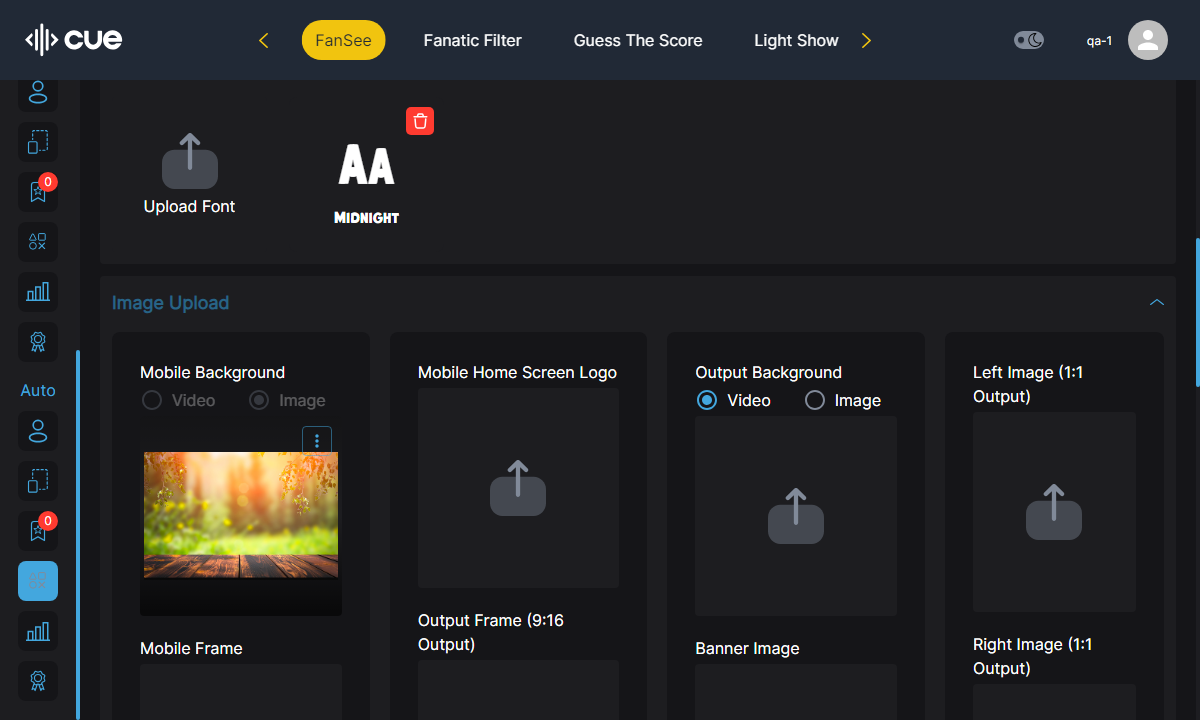 cue
FanSee
Fanatic Filter
Guess The Score
Light Show
qa-1
0
Auto
0
Upload Font
AA
MIDNIGHT
Image Upload
Mobile Background
Video
Image
Mobile Frame
Mobile Home Screen Logo
Output Frame (9:16
Output)
Output Background
Video
Image
Banner Image
Left Image (1:1
Output)
Right Image (1:1
Output)